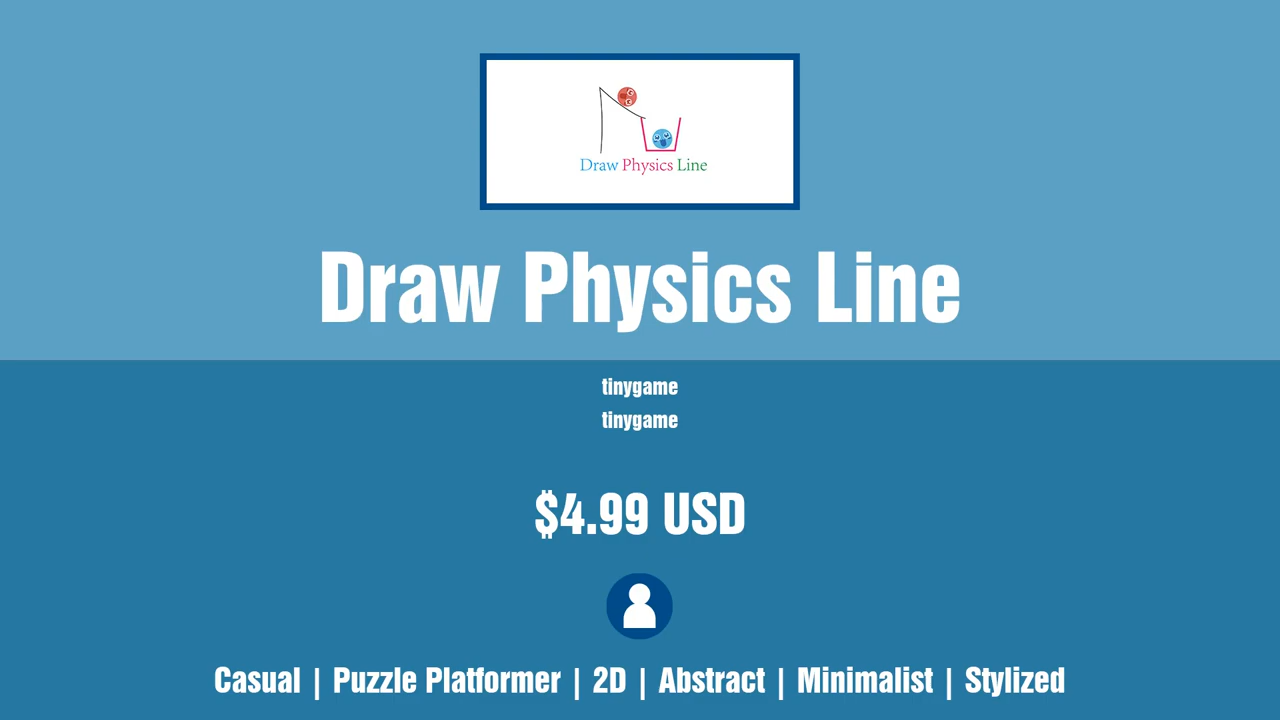 Draw Physics Line
Draw Physics Line
tinygame
tinygame
$4.99 USD
Casual | Puzzle Platformer | 2D | Abstract | Minimalist | Stylized